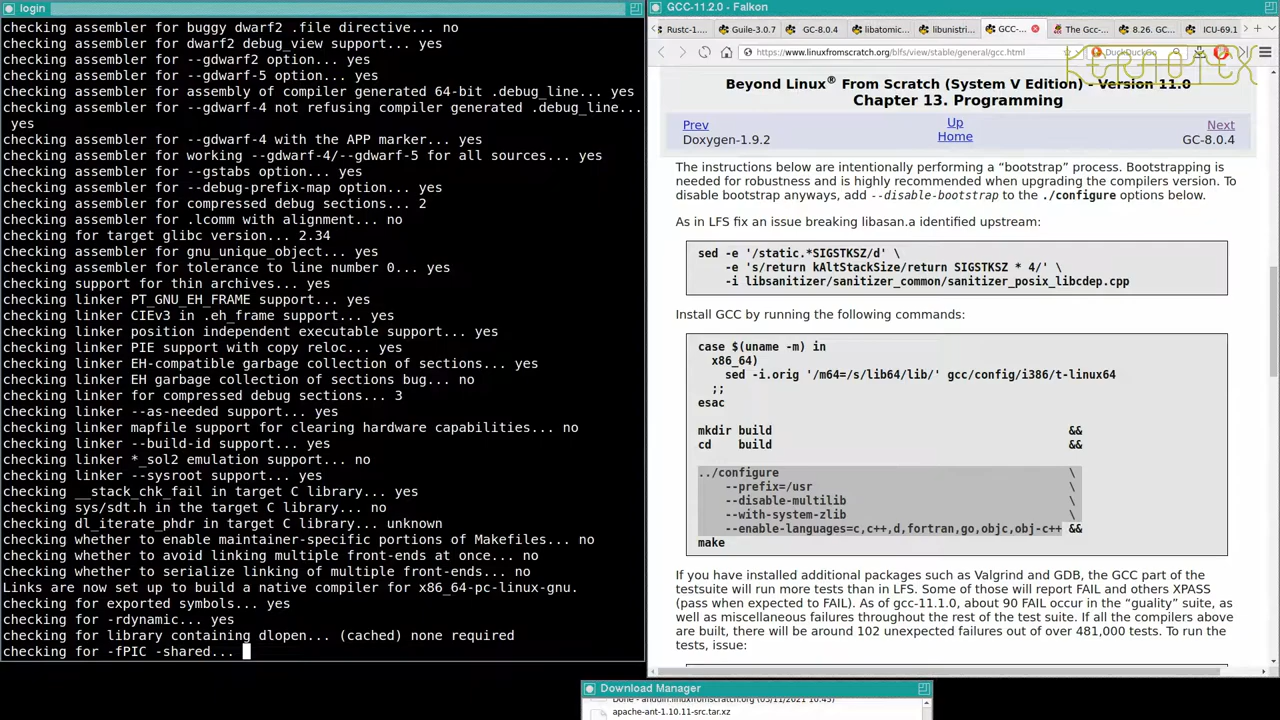 login
checking assembler for buggy dwarf2 .file directive... no
checking assembler for dwarf2 debug_view support... yes
checking assembler for --gdwarf2 option... yes
checking assembler for --gdwarf-5 option... yes
checking assembler for assembly of compiler generated 64-bit .debug_line... yes
checking assembler for --gdwarf-4 not refusing compiler generated .debug_line...
yes
checking assembler for --gdwarf-4 with the APP marker... yes
checking assembler for working --gdwarf-4/--gdwarf-5 for all sources... yes
checking assembler for --gstabs option... yes
checking assembler for --debug-prefix-map option... yes
checking assembler for compressed debug sections... 2
checking assembler for .lcomm with alignment... no
checking for target glibc version... 2.34
checking assembler for gnu_unique_object... yes
checking assembler for tolerance to line number 0... yes
checking support for thin archives... yes
checking linker PT_GNU_EH_FRAME support... yes
checking linker CIEv3 in .eh_frame support... yes
checking linker position independent executable support... yes
checking linker PIE support with copy reloc... yes
checking linker EH-compatible garbage collection of sections... yes
checking linker EH garbage collection of sections bug... no
checking linker for compressed debug sections... 3
checking linker --as-needed support... yes
checking linker mapfile support for clearing hardware capabilities... no
checking linker --build-id support... yes
checking linker *_sol2 emulation support... no
checking linker --sysroot support... yes
checking __stack_chk_fail in target C library... yes
checking sys/sdt.h in the target C library... no
checking dl_iterate_phdr in target C library... unknown
checking whether to enable maintainer-specific portions of Makefiles... no
checking whether to avoid linking multiple front-ends at once... no
checking whether to serialize linking of multiple front-ends... no
Links are now set up to build a native compiler for x86_64-pc-linux-gnu.
checking for exported symbols... yes
checking for -rdynamic... yes
checking for library containing dlopen... (cached) none required
checking for -fPIC -shared...
GCC-11.2.0 - Falkon
Rustc-1.... Guile-3.0.7 GC-8.0.4 libatomic... libunistri... GCC-... The Gcc-... 8.26. GC... ICU-69.1
https://www.linuxfromscratch.org/blfs/view/stable/general/gcc.html DuckDuckGo
KERNOTEX
Beyond Linux® From Scratch (System V Edition) - Version 11.0
Chapter 13. Programming
Prev Up Next
Doxygen-1.9.2 Home GC-8.0.4
The instructions below are intentionally performing a “bootstrap” process. Bootstrapping is
needed for robustness and is highly recommended when upgrading the compilers version. To
disable bootstrap anyways, add --disable-bootstrap to the ./configure options below.
As in LFS fix an issue breaking libasan.a identified upstream:
sed -e '/static.*SIGSTKSZ/d' \
-e 's/return kAltStackSize/return SIGSTKSZ * 4/' \
-i libsanitizer/sanitizer_common/sanitizer_posix_libcdep.cpp
Install GCC by running the following commands:
case $(uname -m) in
x86_64)
sed -i.orig '/m64=/s/lib64/lib/' gcc/config/i386/t-linux64
;;
esac
mkdir build &&
cd build &&
../configure \
--prefix=/usr \
--disable-multilib \
--with-system-zlib \
--enable-languages=c,c++,d,fortran,go,objc,obj-c++ &&
make
If you have installed additional packages such as Valgrind and GDB, the GCC part of the
testsuite will run more tests than in LFS. Some of those will report FAIL and others XPASS
(pass when expected to FAIL). As of gcc-11.1.0, about 90 FAIL occur in the “guality” suite, as
well as miscellaneous failures throughout the rest of the test suite. If all the compilers above
are built, there will be around 102 unexpected failures out of over 481,000 tests. To run the
tests, issue:
Download Manager
Done - anduin.linuxfromscratch.org (03/11/2021 10:45)
apache-ant-1.10.11-src.tar.xz